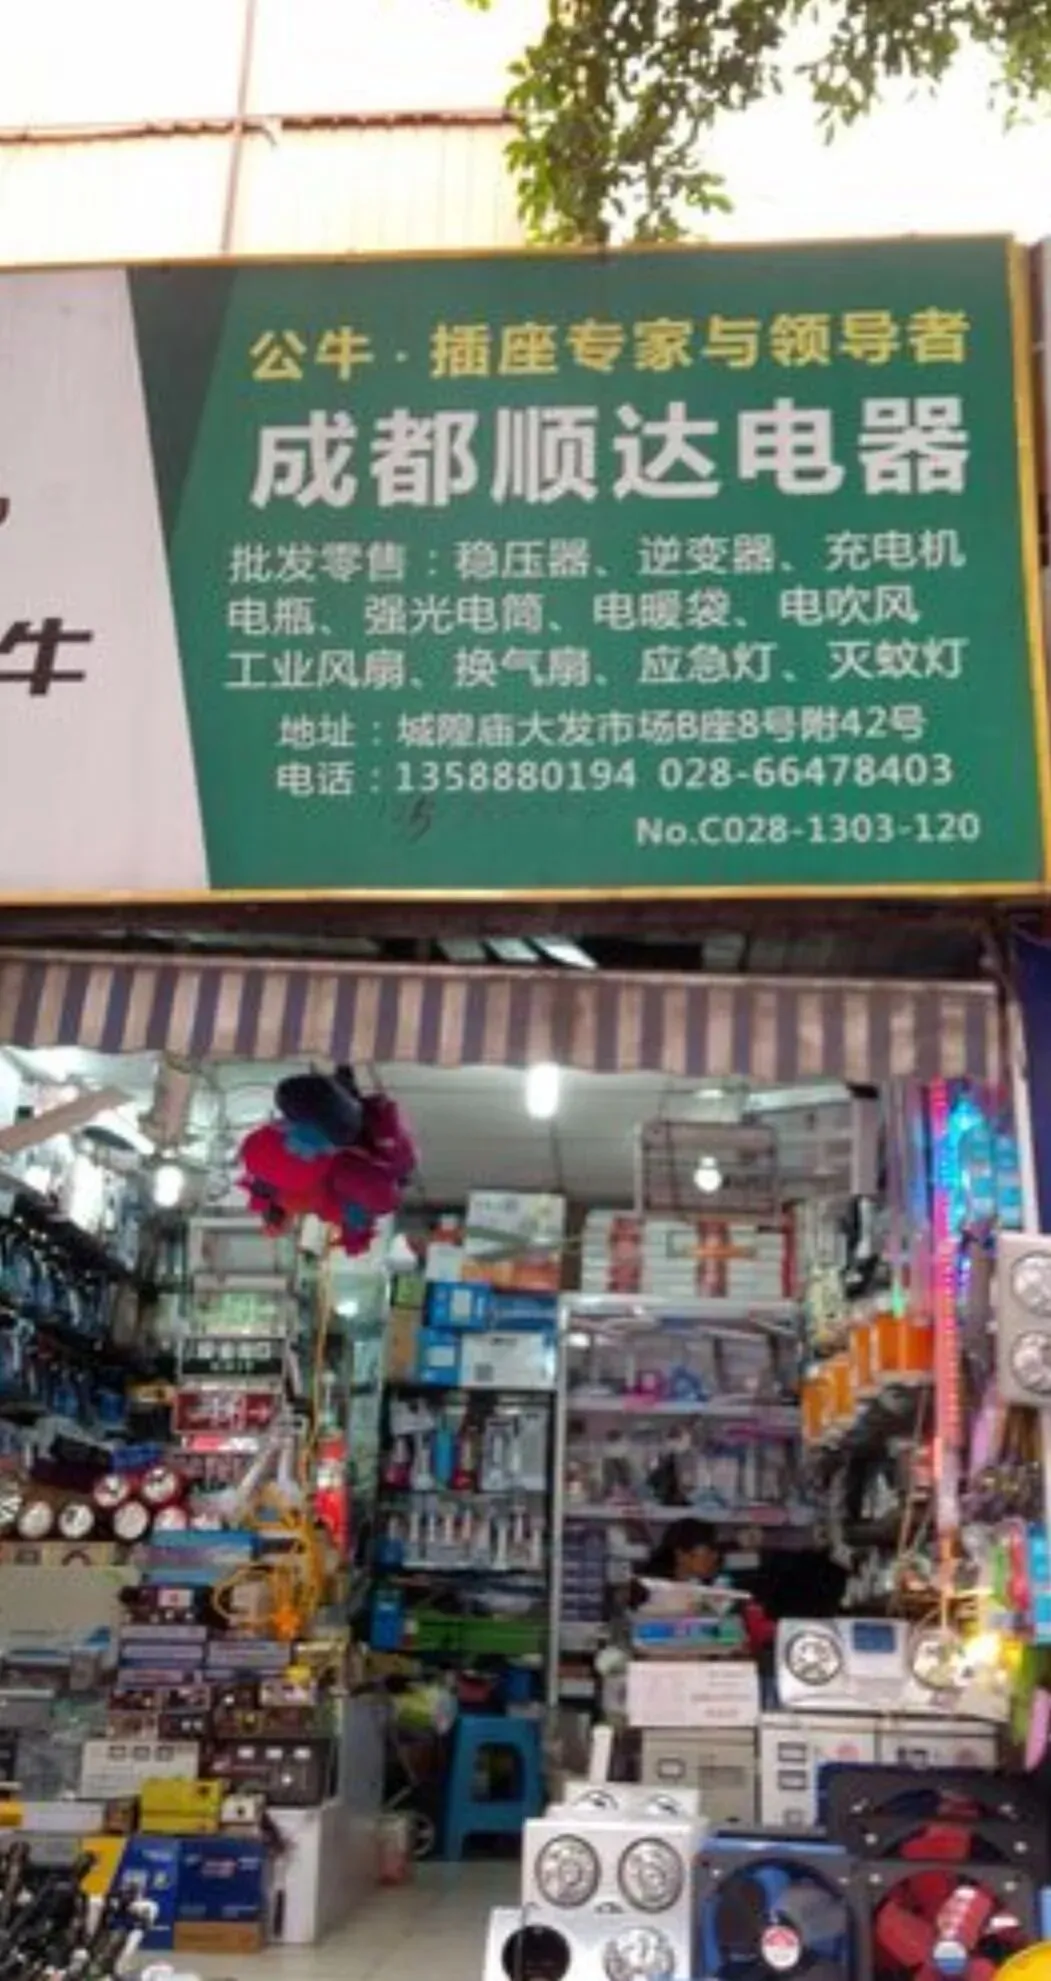 公牛·插座专家与领导者
成都顺达电器
批发零售：稳压器、逆变器、充电机
电瓶、强光电筒、电暖袋、电吹风
工业风扇、换气扇、应急灯、灭蚊灯
地址：城隍庙大发市场B座8号附42号
电话：1358880194 028-66478403
No.C028-1303-120
牛